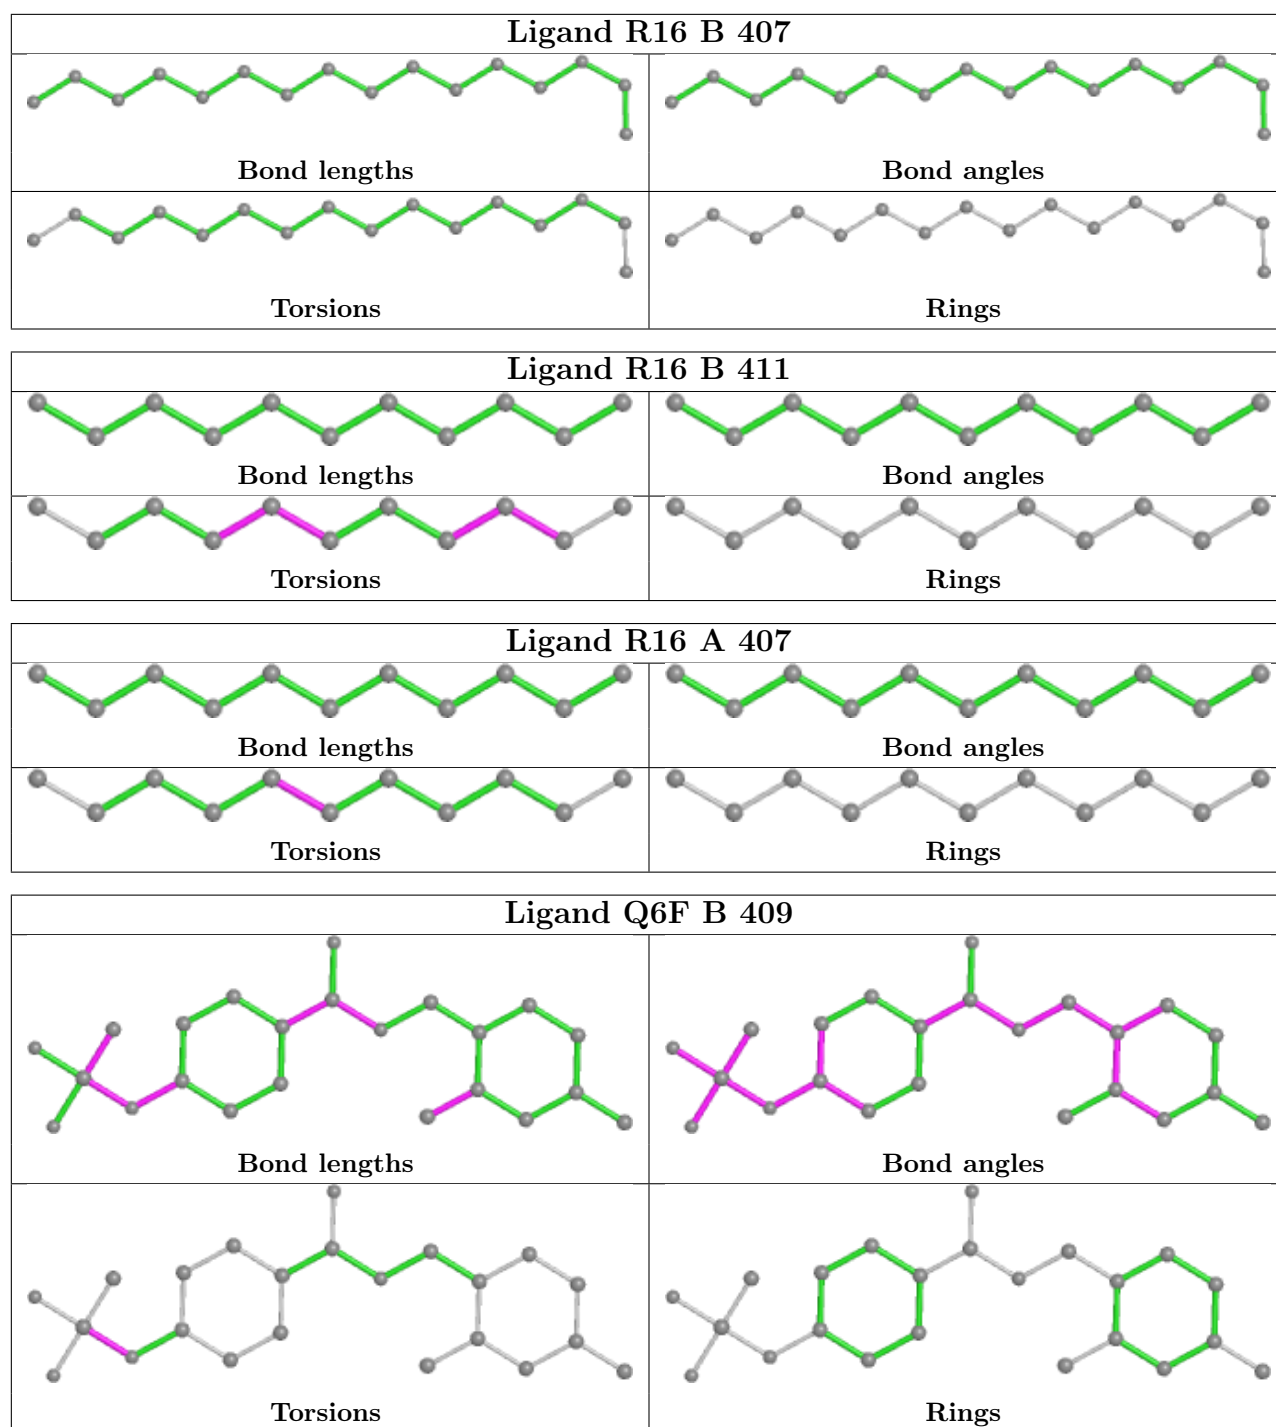 Ligand R16 B 407
Bond lengths Bond angles
Torsions Rings
Ligand R16 B 411
Bond lengths Bond angles
Torsions Rings
Ligand R16 A 407
Bond lengths Bond angles
Torsions Rings
Ligand Q6F B 409
Bond lengths Bond angles
Torsions Rings